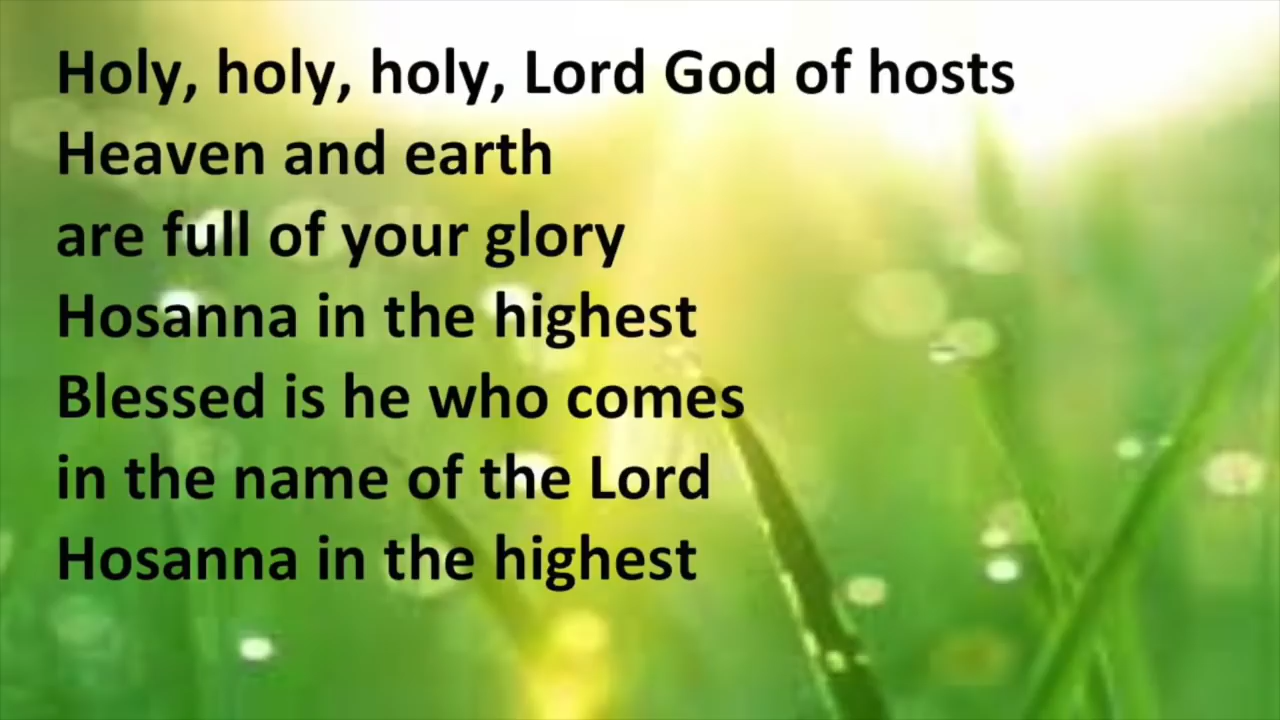 Holy, holy, holy, Lord God of hosts
Heaven and earth
are full of your glory
Hosanna in the highest
Blessed is he who comes
in the name of the Lord
Hosanna in the highest